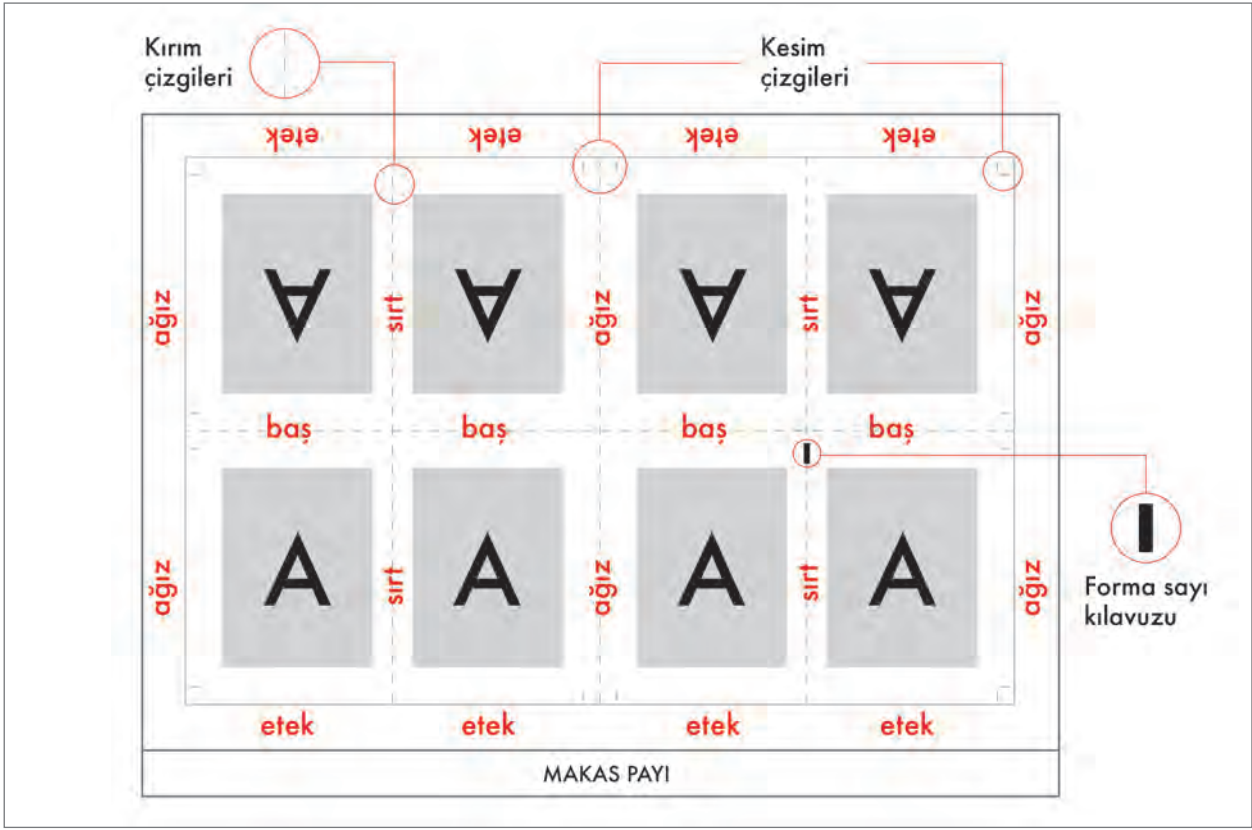 Kırım
çizgileri
Kesim
çizgileri
etek etek etek etek
A A A A
ağız sırt ağız sırt ağız
baş baş baş baş
A A A A
ağız sırt ağız sırt ağız
Forma sayı
kılavuzu
etek etek etek etek
MAKAS PAYI